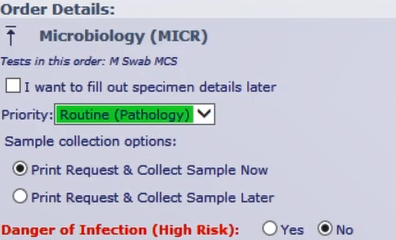 Order Details:
Microbiology (MICR)
Tests in this order: M Swab MCS
I want to fill out specimen details later
Priority: Routine (Pathology)
Sample collection options:
Print Request & Collect Sample Now
Print Request & Collect Sample Later
Danger of Infection (High Risk): Yes No